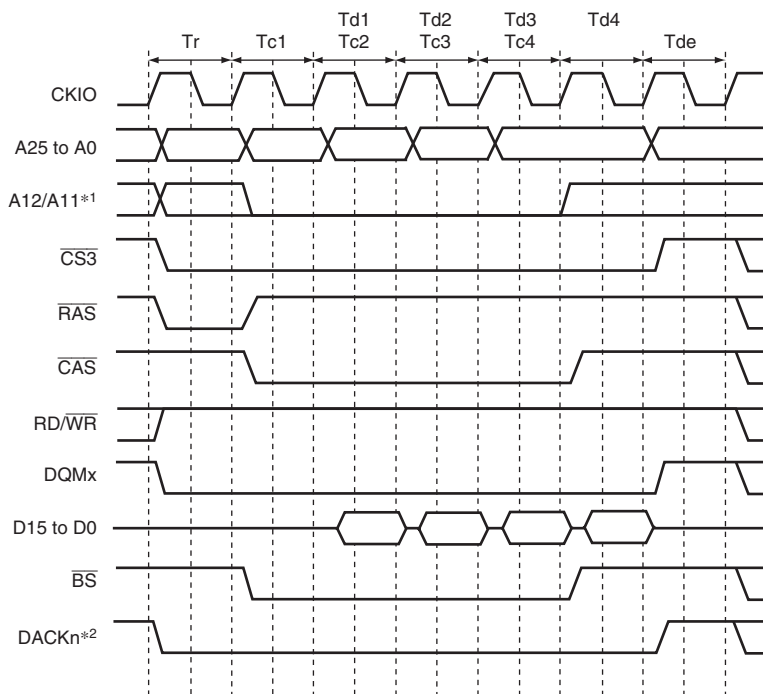 Td1 Td2 Td3 Td4
Tr Tc1 Tc2 Tc3 Tc4 Tde
CKIO
A25 to A0
A12/A11*1
CS3
RAS
CAS
RD/WR
DQMx
D15 to D0
BS
DACKn*2